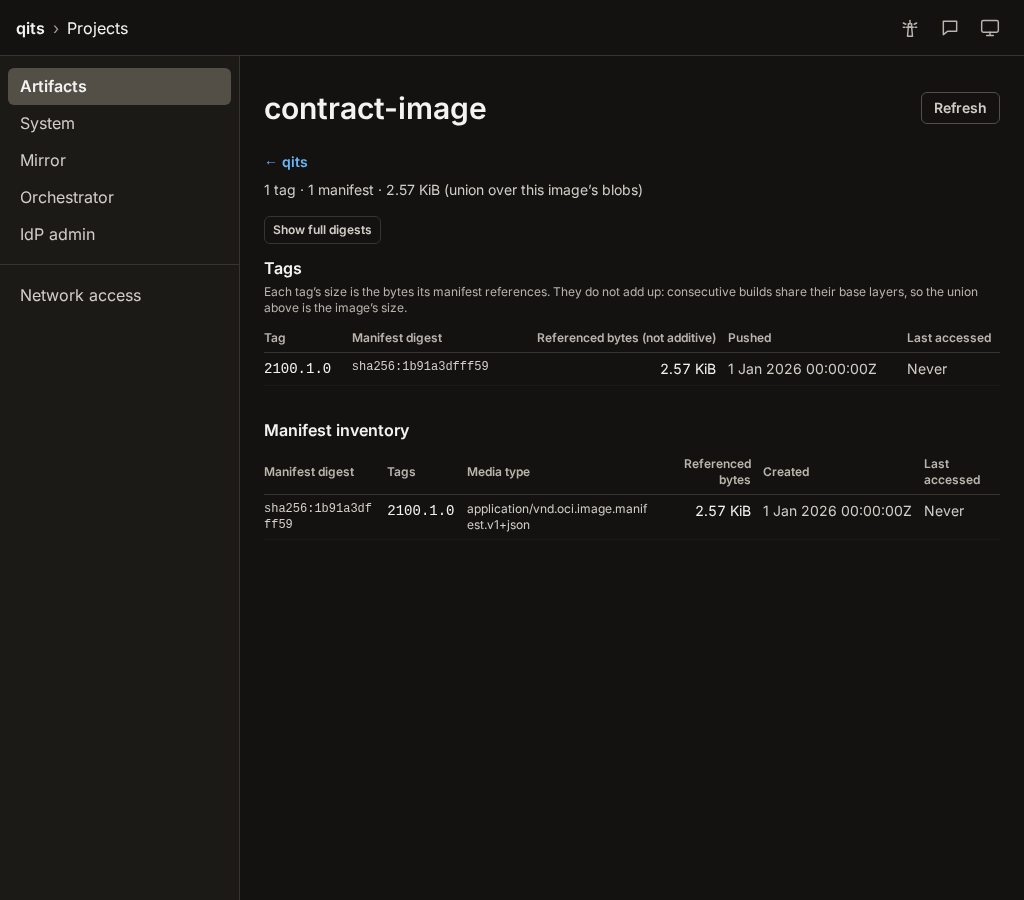 qits › Projects
Artifacts
System
Mirror
Orchestrator
IdP admin
Network access
contract-image
Refresh
← qits
1 tag · 1 manifest · 2.57 KiB (union over this image’s blobs)
Show full digests
Tags
Each tag’s size is the bytes its manifest references. They do not add up: consecutive builds share their base layers, so the union
above is the image’s size.
Tag Manifest digest Referenced bytes (not additive) Pushed Last accessed
2100.1.0 sha256:1b91a3dfff59 2.57 KiB 1 Jan 2026 00:00:00Z Never
Manifest inventory
Manifest digest Tags Media type Referenced bytes Created Last accessed
sha256:1b91a3df 2100.1.0 application/vnd.oci.image.manif 2.57 KiB 1 Jan 2026 00:00:00Z Never
ff59 est.v1+json